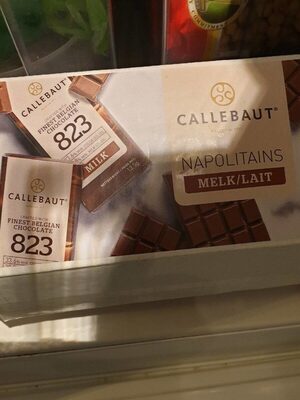 CALLEBAUT
FINEST BELGIAN
CHOCOLATE
823
MILK
CALLEBAUT
FINEST BELGIAN
CHOCOLATE
823
CALLEBAUT®
NAPOLITAINS
MELK/LAIT